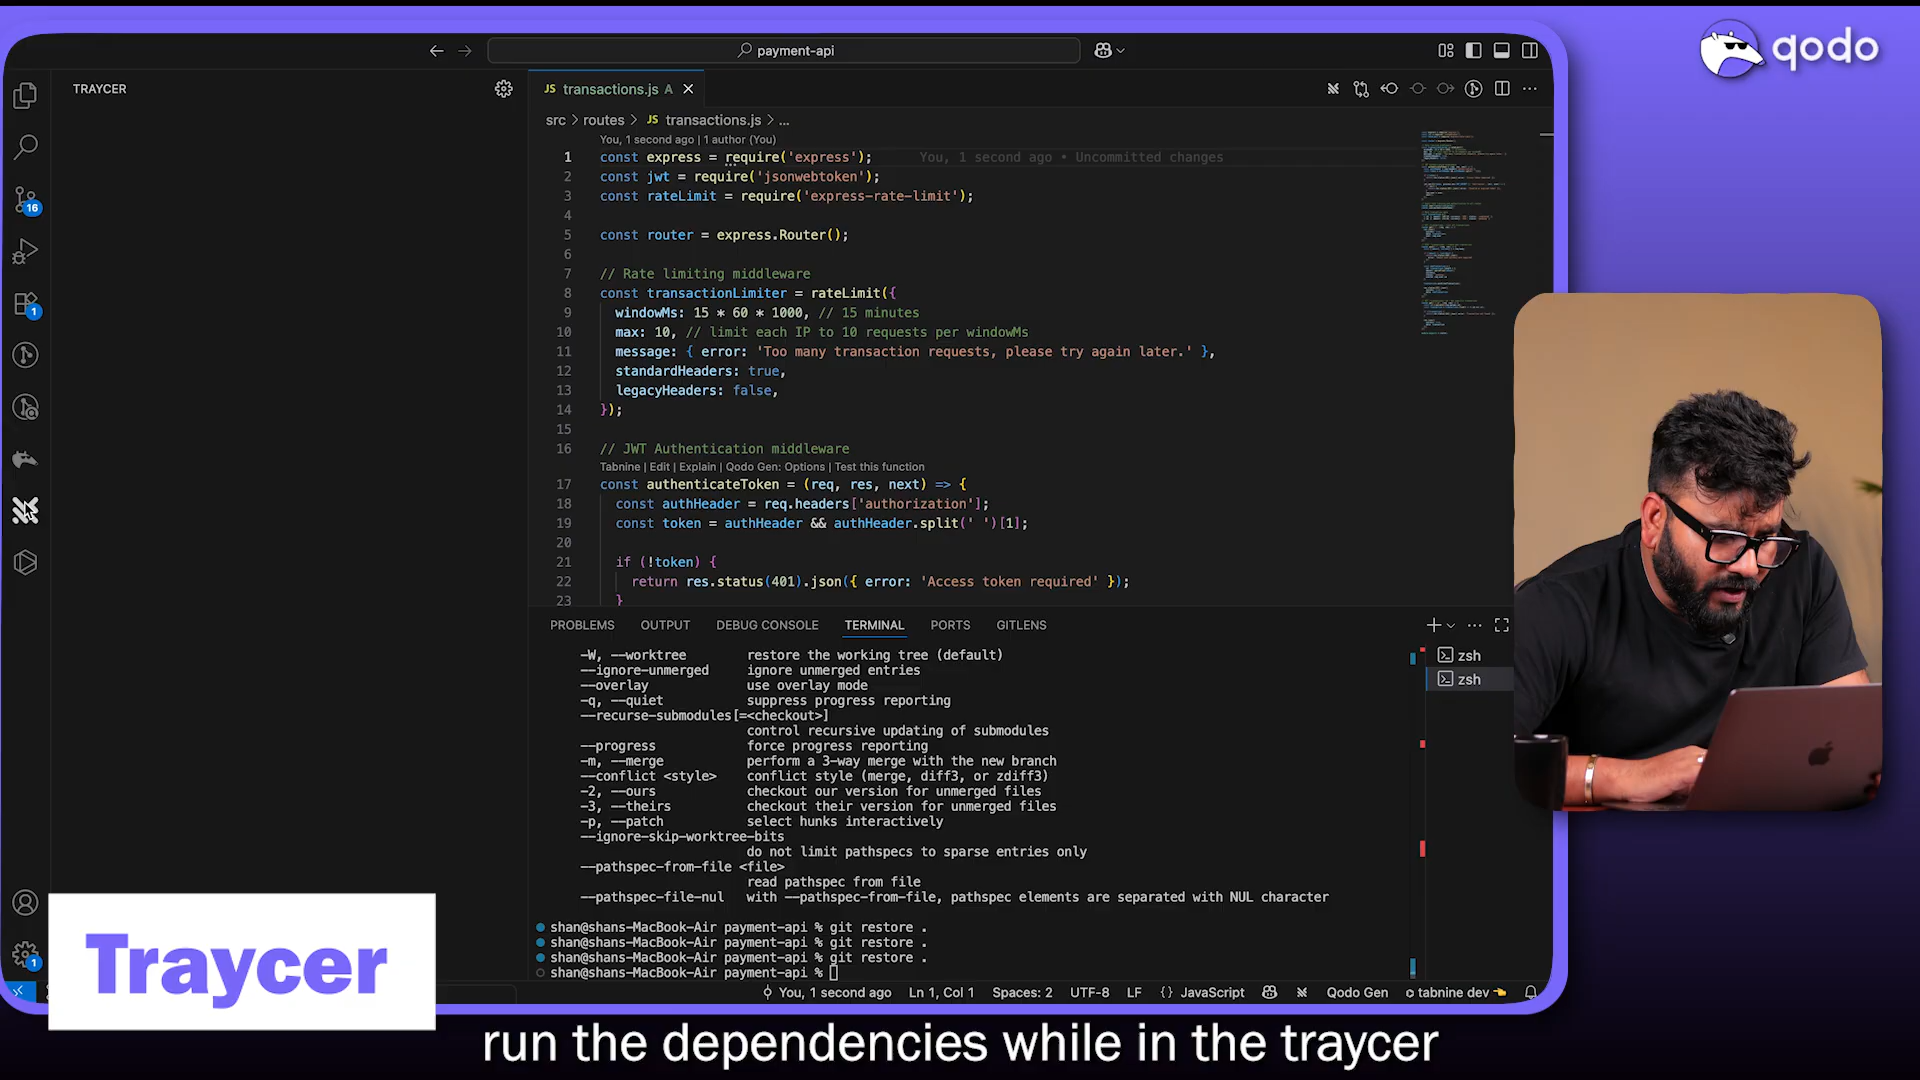 qodo
payment-api
TRAYCER
JS transactions.js A
src > routes > JS transactions.js > ...
You, 1 second ago | 1 author (You)
1 const express = require('express'); You, 1 second ago • Uncommitted changes
2 const jwt = require('jsonwebtoken');
3 const rateLimit = require('express-rate-limit');
4
5 const router = express.Router();
6
7 // Rate limiting middleware
8 const transactionLimiter = rateLimit({
9 windowMs: 15 * 60 * 1000, // 15 minutes
10 max: 10, // limit each IP to 10 requests per windowMs
11 message: { error: 'Too many transaction requests, please try again later.' },
12 standardHeaders: true,
13 legacyHeaders: false,
14 });
15
16 // JWT Authentication middleware
Tabnine | Edit | Explain | Qodo Gen: Options | Test this function
17 const authenticateToken = (req, res, next) => {
18 const authHeader = req.headers['authorization'];
19 const token = authHeader && authHeader.split(' ')[1];
20
21 if (!token) {
22 return res.status(401).json({ error: 'Access token required' });
23 }
16
1
1
PROBLEMS OUTPUT DEBUG CONSOLE TERMINAL PORTS GITLENS
zsh
zsh
-W, --worktree restore the working tree (default)
--ignore-unmerged ignore unmerged entries
--overlay use overlay mode
-q, --quiet suppress progress reporting
--recurse-submodules[=<checkout>]
control recursive updating of submodules
--progress force progress reporting
-m, --merge perform a 3-way merge with the new branch
--conflict <style> conflict style (merge, diff3, or zdiff3)
-2, --ours checkout our version for unmerged files
-3, --theirs checkout their version for unmerged files
-p, --patch select hunks interactively
--ignore-skip-worktree-bits
do not limit pathspecs to sparse entries only
--pathspec-from-file <file>
read pathspec from file
--pathspec-file-nul with --pathspec-from-file, pathspec elements are separated with NUL character
shan@shans-MacBook-Air payment-api % git restore .
shan@shans-MacBook-Air payment-api % git restore .
shan@shans-MacBook-Air payment-api % git restore .
shan@shans-MacBook-Air payment-api %
You, 1 second ago Ln 1, Col 1 Spaces: 2 UTF-8 LF {} JavaScript Qodo Gen tabnine dev
Traycer
run the dependencies while in the traycer